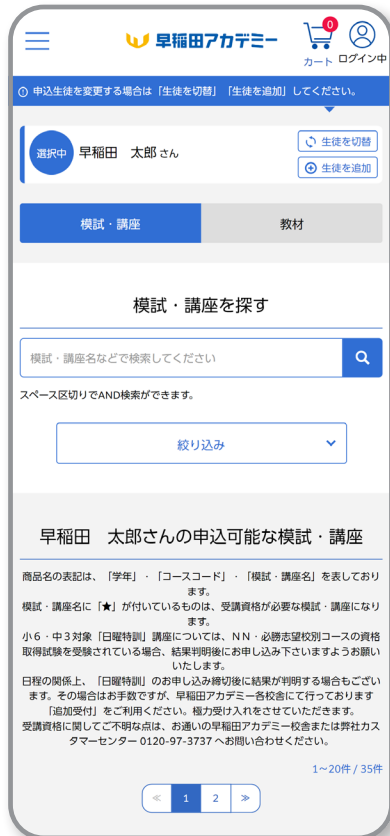 早稲田アカデミー
0
カート
ログイン中
申込生徒を変更する場合は「生徒を切替」「生徒を追加」してください。
選択中
早稲田　太郎 さん
生徒を切替
生徒を追加
模試・講座
教材
模試・講座を探す
模試・講座名などで検索してください
スペース区切りでAND検索ができます。
絞り込み
早稲田　太郎さんの申込可能な模試・講座
商品名の表記は、「学年」・「コースコード」・「模試・講座名」を表しており
ます。
模試・講座名に「★」が付いているものは、受講資格が必要な模試・講座になり
ます。
小６・中３対象「日曜特訓」講座については、ＮＮ・必勝志望校別コースの資格
取得試験を受験されている場合、結果判明後にお申し込み下さいますようお願い
いたします。
日程の関係上、「日曜特訓」のお申し込み締切後に結果が判明する場合もござい
ます。その場合はお手数ですが、早稲田アカデミー各校舎にて行っております
「追加受付」をご利用ください。極力受け入れをさせていただきます。
受講資格に関してご不明な点は、お通いの早稲田アカデミー校舎または弊社カス
タマーセンター 0120-97-3737 へお問い合わせください。
1～20件 / 35件
≪ 1 2 ≫